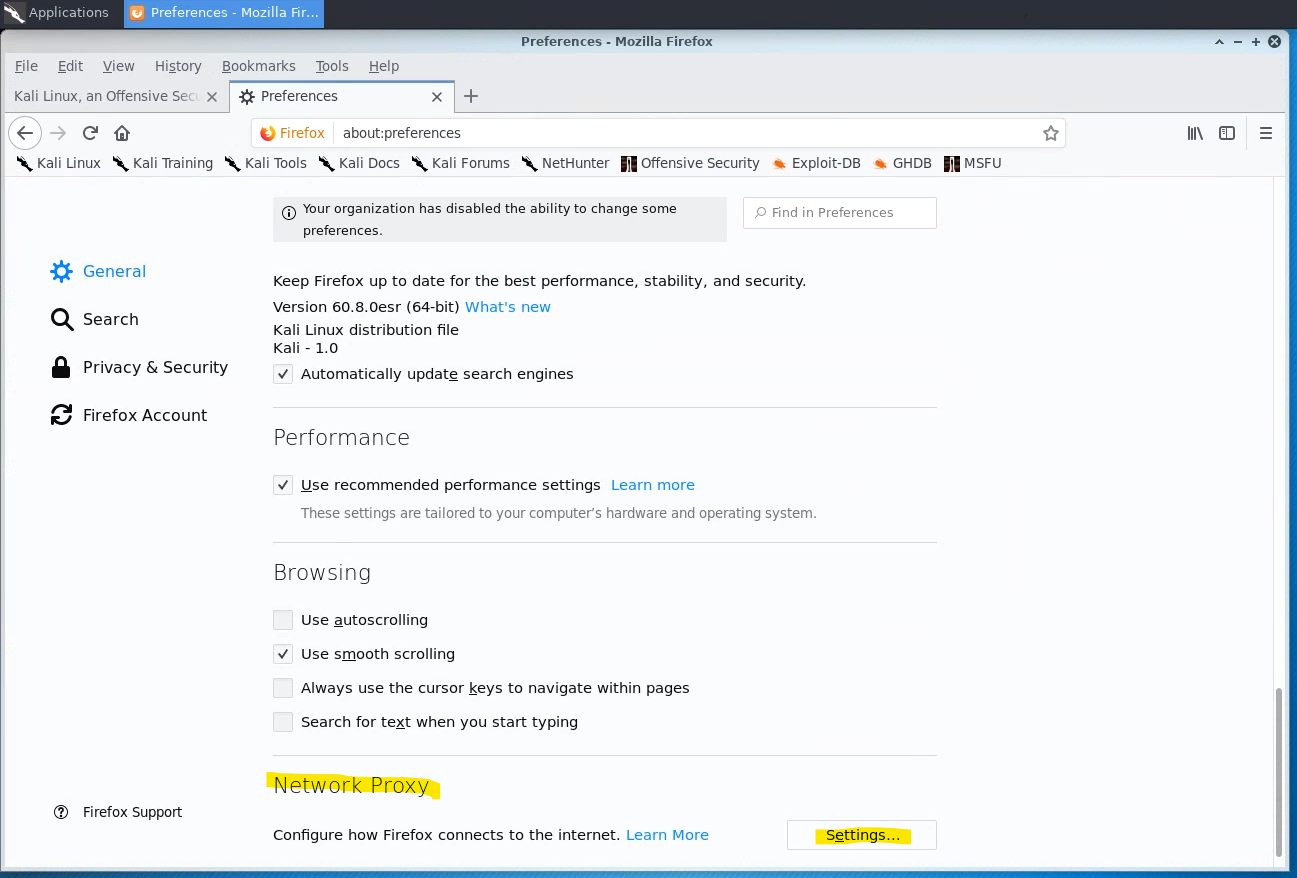 Applications
Preferences - Mozilla Fir...
Preferences - Mozilla Firefox
File Edit View History Bookmarks Tools Help
Kali Linux, an Offensive Sec
Preferences
Firefox
about:preferences
Kali Linux Kali Training Kali Tools Kali Docs Kali Forums NetHunter Offensive Security Exploit-DB GHDB MSFU
Your organization has disabled the ability to change some
preferences.
Find in Preferences
General
Search
Privacy & Security
Firefox Account
Keep Firefox up to date for the best performance, stability, and security.
Version 60.8.0esr (64-bit) What's new
Kali Linux distribution file
Kali - 1.0
Automatically update search engines
Performance
Use recommended performance settings Learn more
These settings are tailored to your computer’s hardware and operating system.
Browsing
Use autoscrolling
Use smooth scrolling
Always use the cursor keys to navigate within pages
Search for text when you start typing
Network Proxy
Configure how Firefox connects to the internet. Learn More
Settings...
Firefox Support